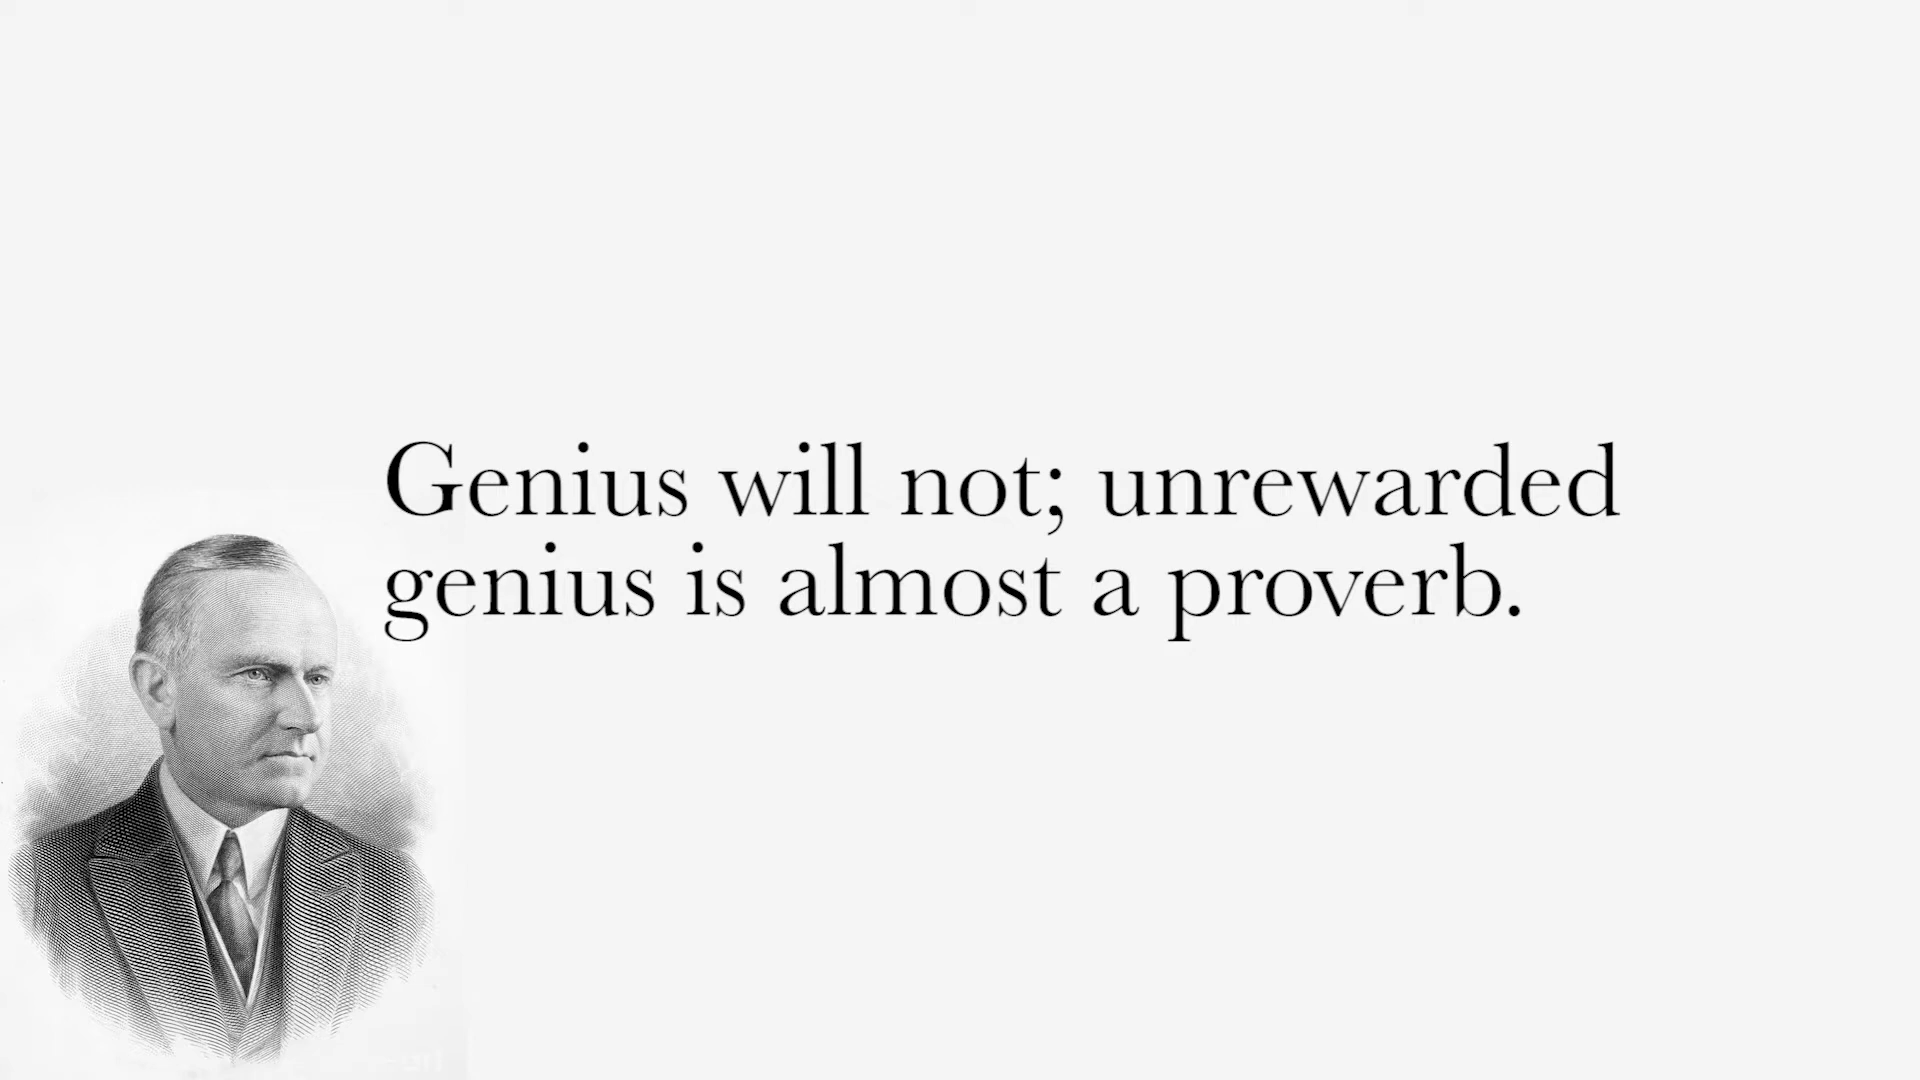 Genius will not; unrewarded
genius is almost a proverb.